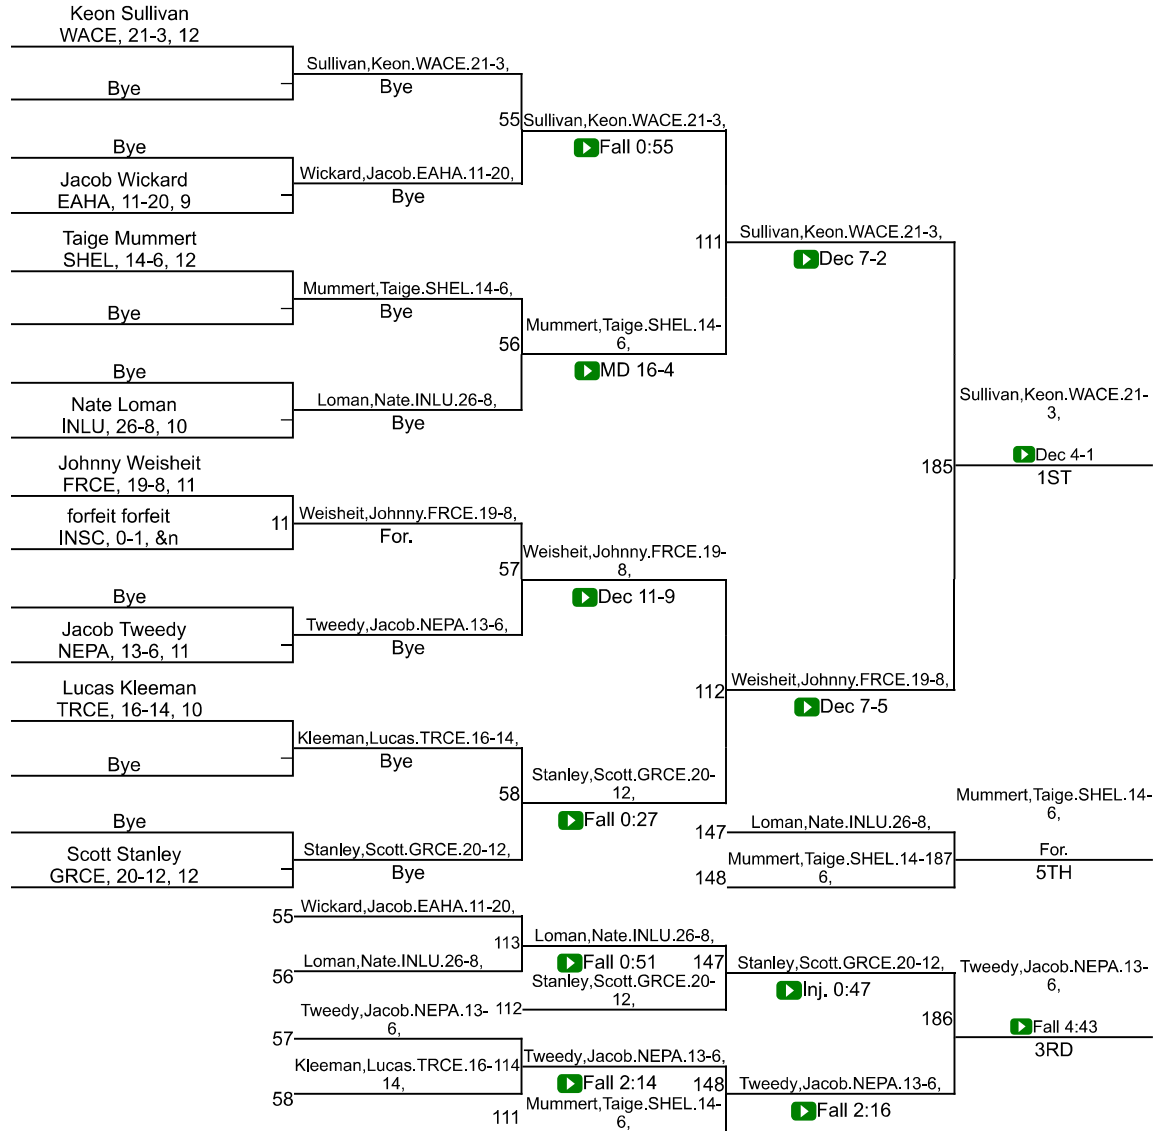 Keon Sullivan
WACE, 21-3, 12
Sullivan,Keon.WACE.21-3,
Bye
Bye
55
Sullivan,Keon.WACE.21-3,
Fall 0:55
Bye
Jacob Wickard
EAHA, 11-20, 9
Wickard,Jacob.EAHA.11-20,
Bye
Taige Mummert
SHEL, 14-6, 12
111
Sullivan,Keon.WACE.21-3,
Dec 7-2
Mummert,Taige.SHEL.14-6,
Bye
Bye
56
Mummert,Taige.SHEL.14-
6,
MD 16-4
Bye
Nate Loman
INLU, 26-8, 10
Loman,Nate.INLU.26-8,
Bye
Sullivan,Keon.WACE.21-
3,
Dec 4-1
1ST
185
Johnny Weisheit
FRCE, 19-8, 11
forfeit forfeit
INSC, 0-1, &n
11
Weisheit,Johnny.FRCE.19-8,
For.
57
Weisheit,Johnny.FRCE.19-
8,
Dec 11-9
Bye
Jacob Tweedy
NEPA, 13-6, 11
Tweedy,Jacob.NEPA.13-6,
Bye
Lucas Kleeman
TRCE, 16-14, 10
112
Weisheit,Johnny.FRCE.19-8,
Dec 7-5
Kleeman,Lucas.TRCE.16-14,
Bye
Bye
58
Stanley,Scott.GRCE.20-
12,
Fall 0:27
Bye
Scott Stanley
GRCE, 20-12, 12
Stanley,Scott.GRCE.20-12,
Bye
147
Loman,Nate.INLU.26-8,
Mummert,Taige.SHEL.14-
6,
187
148
Mummert,Taige.SHEL.14-
6,
For.
5TH
55
Wickard,Jacob.EAHA.11-20,
113
Loman,Nate.INLU.26-8,
Fall 0:51
56
Loman,Nate.INLU.26-8,
147
Stanley,Scott.GRCE.20-12,
Inj. 0:47
112
Stanley,Scott.GRCE.20-
12,
Tweedy,Jacob.NEPA.13-
6,
57
186
Tweedy,Jacob.NEPA.13-
6,
Fall 4:43
3RD
Kleeman,Lucas.TRCE.16-
14,
58
114
Tweedy,Jacob.NEPA.13-6,
Fall 2:14
148
Tweedy,Jacob.NEPA.13-6,
Fall 2:16
111
Mummert,Taige.SHEL.14-
6,